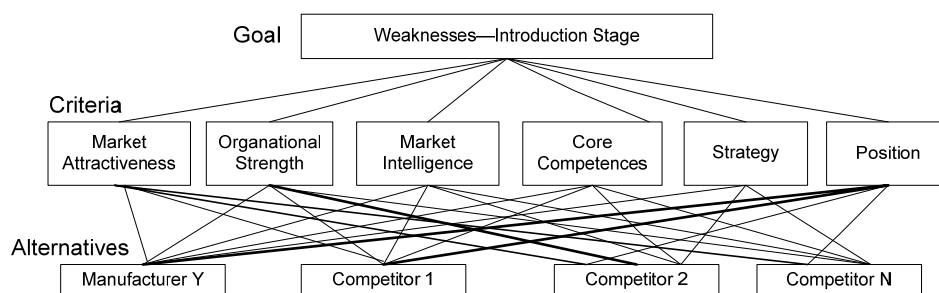 Goal
Weaknesses—Introduction Stage
Criteria
Market
Attractiveness
Organational
Strength
Market
Intelligence
Core
Competences
Strategy
Position
Alternatives
Manufacturer Y
Competitor 1
Competitor 2
Competitor N